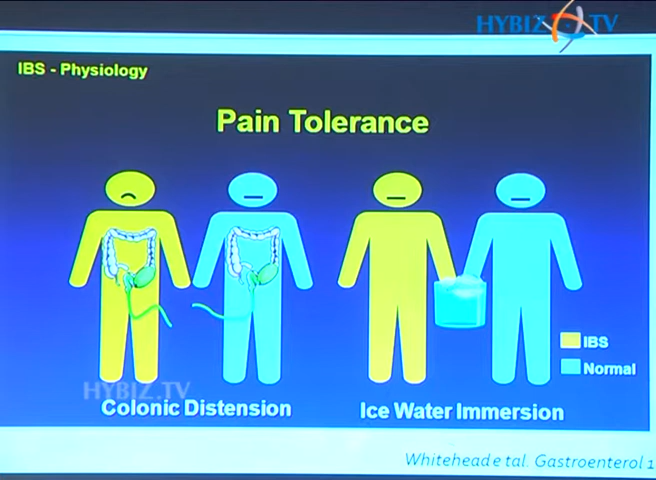 HYBIZ TV
IBS - Physiology
Pain Tolerance
IBS
Normal
HYBIZ.TV
Colonic Distension
Ice Water Immersion
Whitehead e tal. Gastroenterol 1